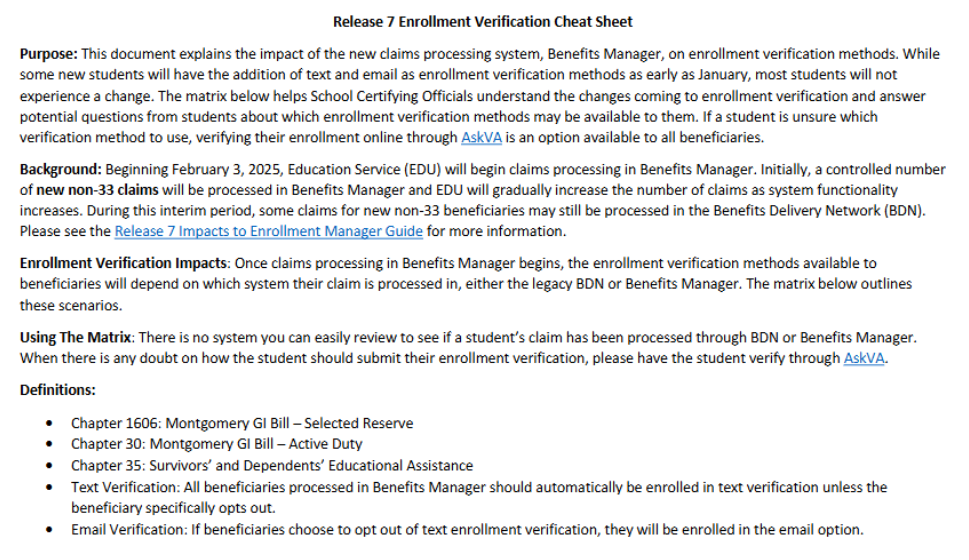 Release 7 Enrollment Verification Cheat Sheet
Purpose: This document explains the impact of the new claims processing system, Benefits Manager, on enrollment verification methods. While
some new students will have the addition of text and email as enrollment verification methods as early as January, most students will not
experience a change. The matrix below helps School Certifying Officials understand the changes coming to enrollment verification and answer
potential questions from students about which enrollment verification methods may be available to them. If a student is unsure which
verification method to use, verifying their enrollment online through AskVA is an option available to all beneficiaries.
Background: Beginning February 3, 2025, Education Service (EDU) will begin claims processing in Benefits Manager. Initially, a controlled number
of new non-33 claims will be processed in Benefits Manager and EDU will gradually increase the number of claims as system functionality
increases. During this interim period, some claims for new non-33 beneficiaries may still be processed in the Benefits Delivery Network (BDN).
Please see the Release 7 Impacts to Enrollment Manager Guide for more information.
Enrollment Verification Impacts: Once claims processing in Benefits Manager begins, the enrollment verification methods available to
beneficiaries will depend on which system their claim is processed in, either the legacy BDN or Benefits Manager. The matrix below outlines
these scenarios.
Using The Matrix: There is no system you can easily review to see if a student's claim has been processed through BDN or Benefits Manager.
When there is any doubt on how the student should submit their enrollment verification, please have the student verify through AskVA.
Definitions:
• Chapter 1606: Montgomery GI Bill – Selected Reserve
• Chapter 30: Montgomery GI Bill – Active Duty
• Chapter 35: Survivors' and Dependents' Educational Assistance
• Text Verification: All beneficiaries processed in Benefits Manager should automatically be enrolled in text verification unless the
beneficiary specifically opts out.
• Email Verification: If beneficiaries choose to opt out of text enrollment verification, they will be enrolled in the email option.